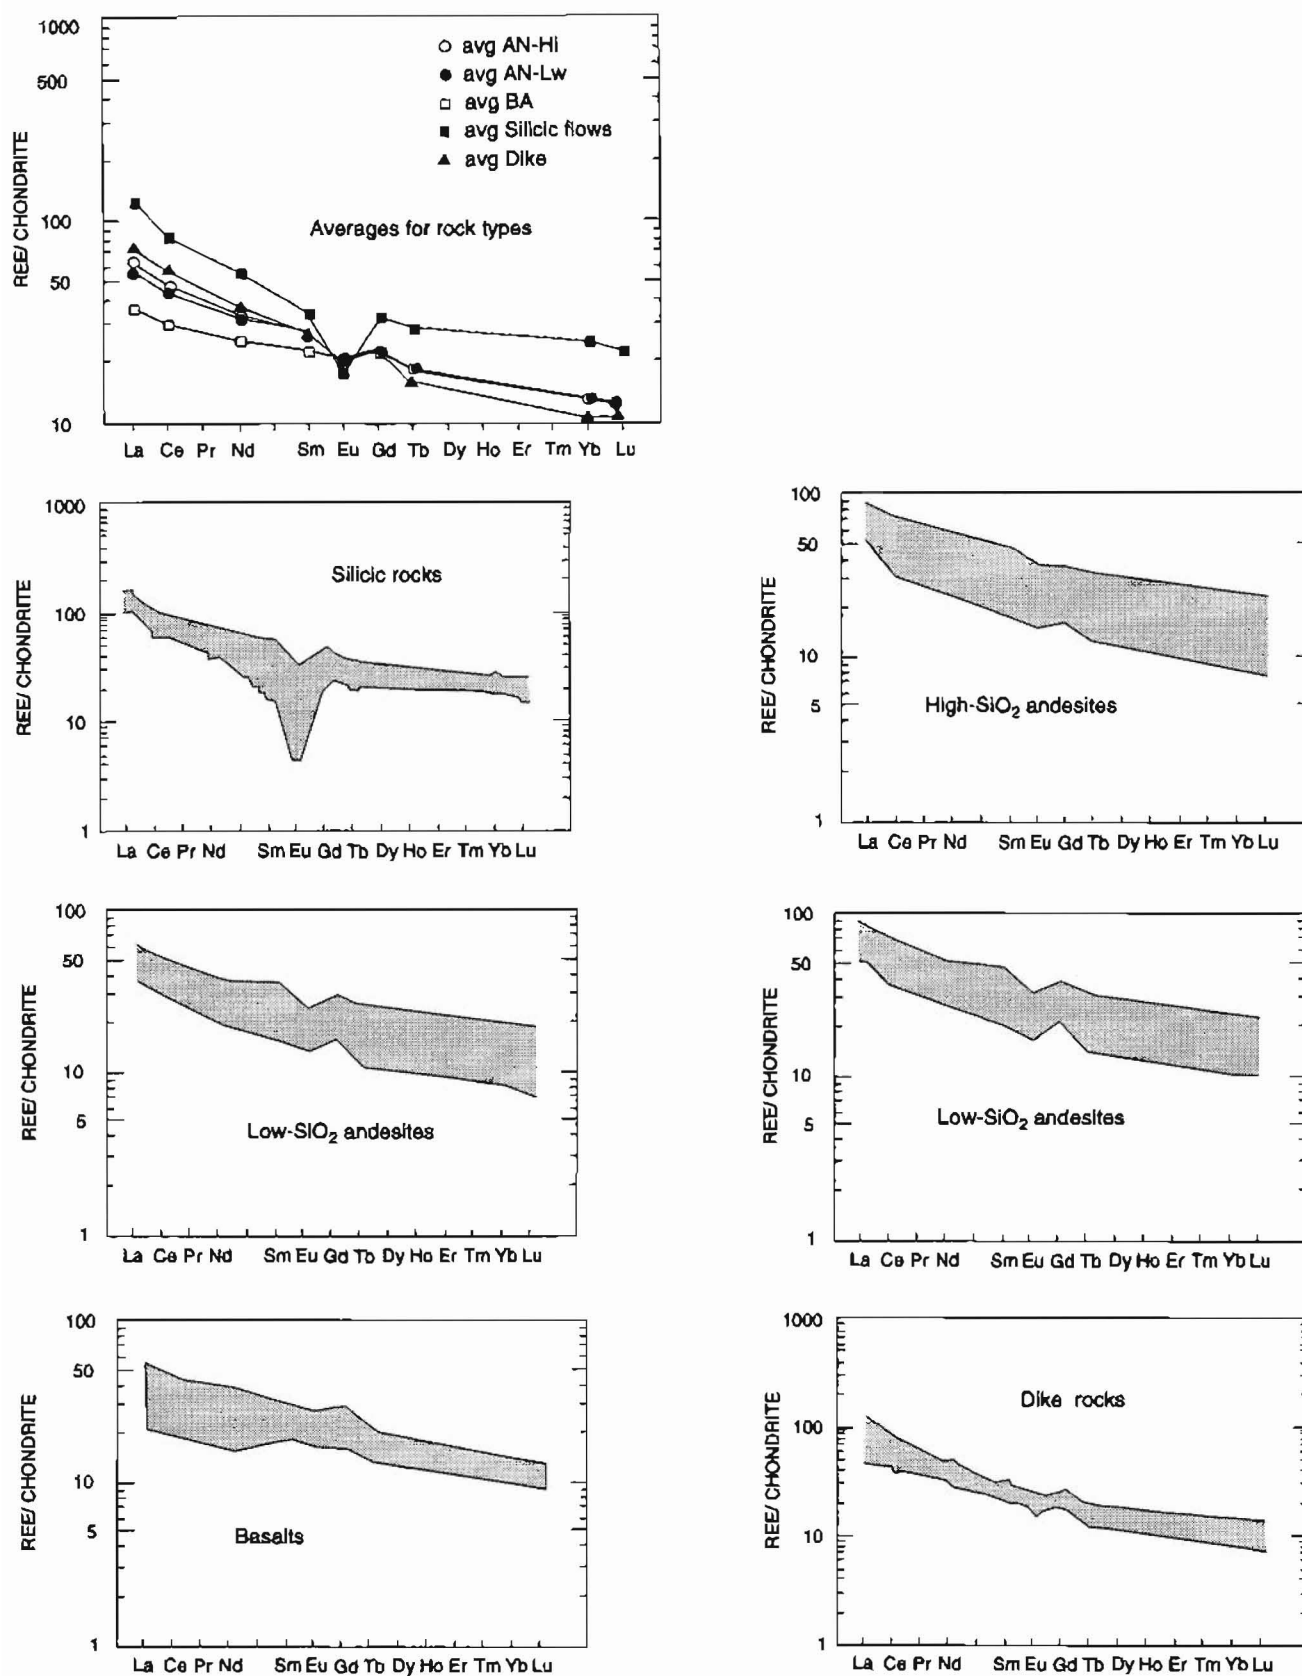 1000
500
100
50
10
REE/ CHONDRITE
avg AN-Hi
avg AN-Lw
avg BA
avg Silicic flows
avg Dike
Averages for rock types
La Ce Pr Nd Sm Eu Gd Tb Dy Ho Er Tm Yb Lu
1000
100
10
1
REE/ CHONDRITE
Silicic rocks
La Ce Pr Nd Sm Eu Gd Tb Dy Ho Er Tm Yb Lu
100
50
10
5
1
REE/ CHONDRITE
High-SiO₂ andesites
La Ce Pr Nd Sm Eu Gd Tb Dy Ho Er Tm Yb Lu
100
50
10
5
1
REE/ CHONDRITE
Low-SiO₂ andesites
La Ce Pr Nd Sm Eu Gd Tb Dy Ho Er Tm Yb Lu
100
50
10
5
1
REE/ CHONDRITE
Low-SiO₂ andesites
La Ce Pr Nd Sm Eu Gd Tb Dy Ho Er Tm Yb Lu
100
50
10
5
1
REE/ CHONDRITE
Basalts
La Ce Pr Nd Sm Eu Gd Tb Dy Ho Er Tm Yb Lu
1000
100
10
1
REE/ CHONDRITE
Dike rocks
La Ce Pr Nd Sm Eu Gd Tb Dy Ho Er Tm Yb Lu